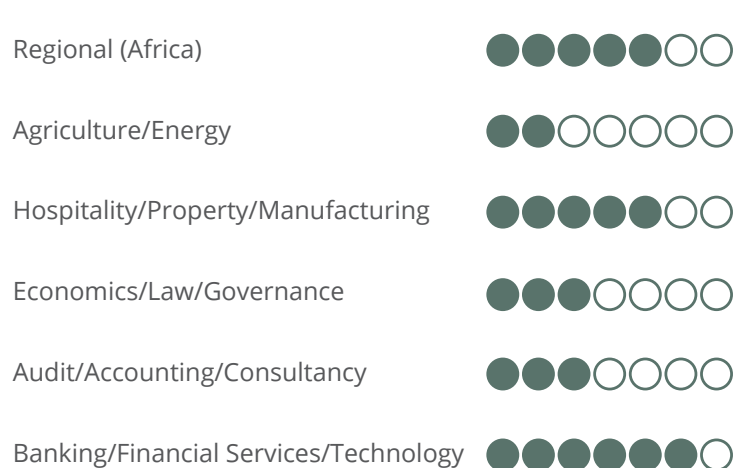 Regional (Africa)
Agriculture/Energy
Hospitality/Property/Manufacturing
Economics/Law/Governance
Audit/Accounting/Consultancy
Banking/Financial Services/Technology